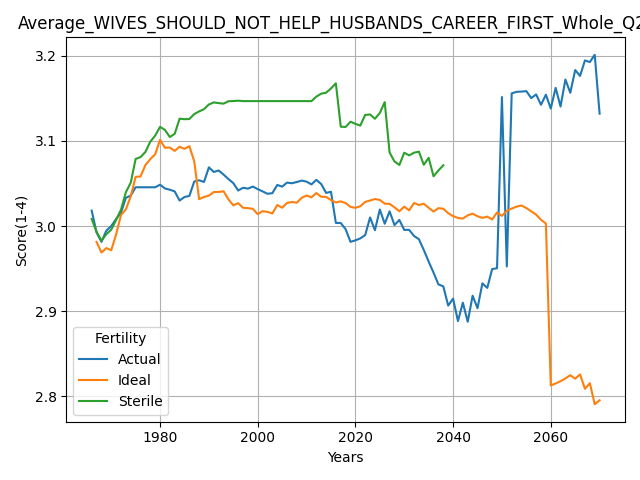 Average_WIVES_SHOULD_NOT_HELP_HUSBANDS_CAREER_FIRST_Whole_Q2
Score(1-4)
3.2
3.1
3.0
2.9
2.8
Fertility
Actual
Ideal
Sterile
1980 2000 2020 2040 2060
Years